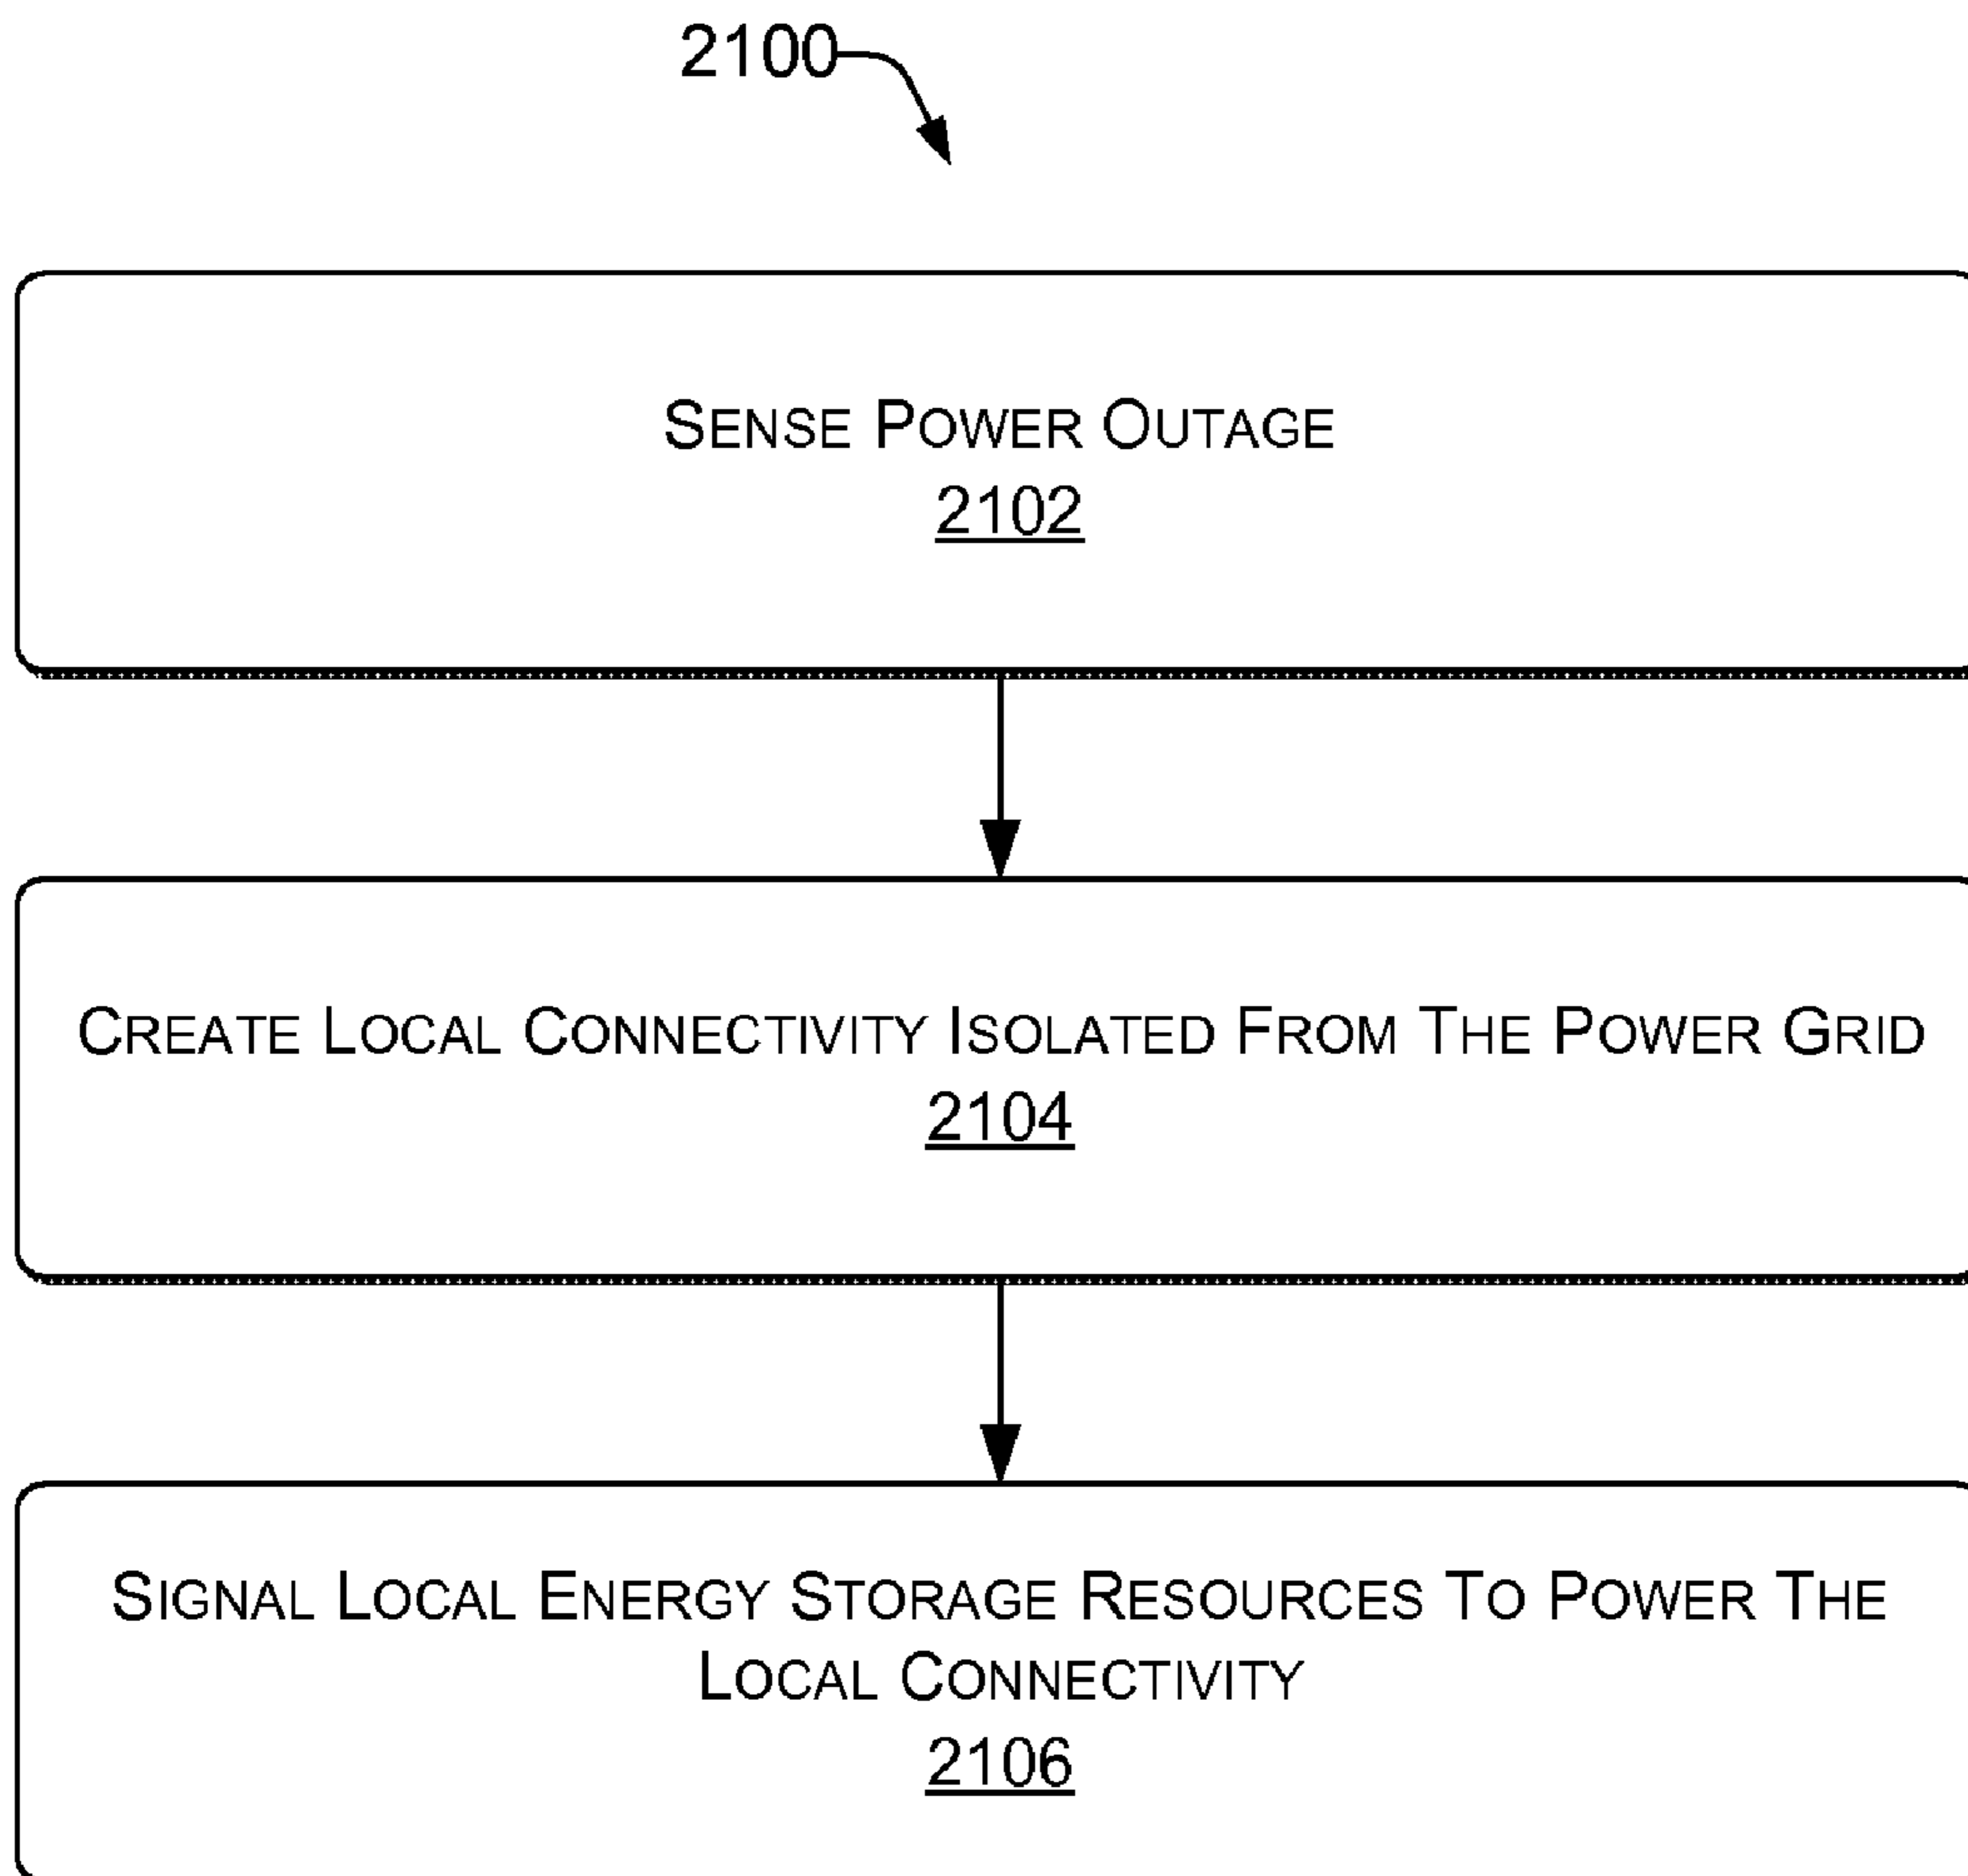 2100
SENSE POWER OUTAGE
2102
CREATE LOCAL CONNECTIVITY ISOLATED FROM THE POWER GRID
2104
SIGNAL LOCAL ENERGY STORAGE RESOURCES TO POWER THE
LOCAL CONNECTIVITY
2106